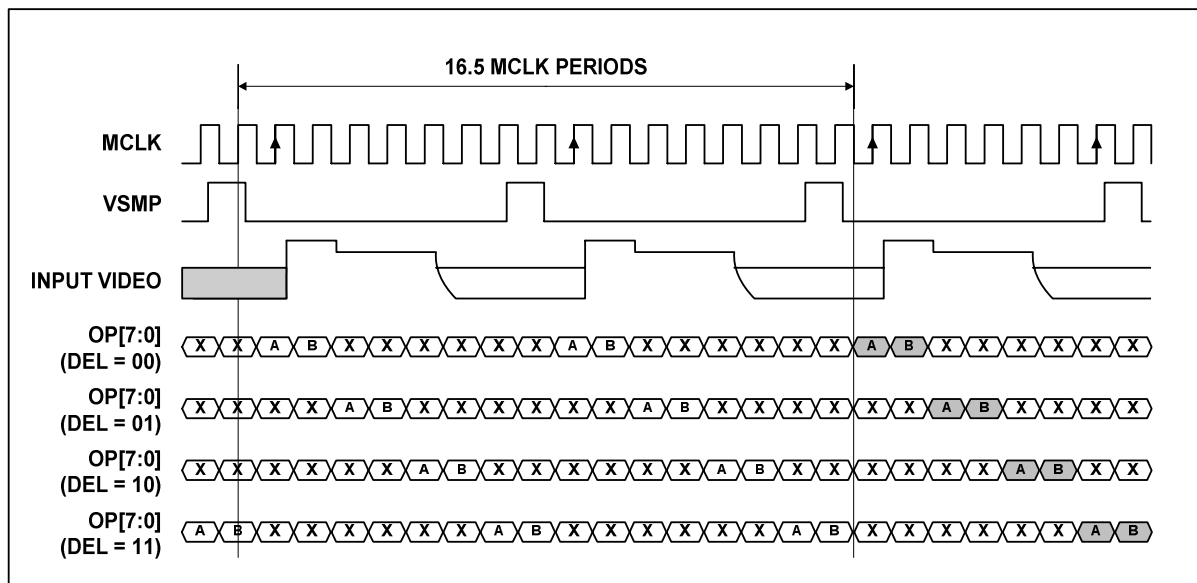 16.5 MCLK PERIODS
MCLK
VSMP
INPUT VIDEO
OP[7:0]
(DEL = 00)
X X A B X X X X X X A B X X X X X X A B X X X X X X
OP[7:0]
(DEL = 01)
X X X X A B X X X X X X A B X X X X X X A B X X X X
OP[7:0]
(DEL = 10)
X X X X X X A B X X X X X X A B X X X X X X A B X X
OP[7:0]
(DEL = 11)
A B X X X X X X A B X X X X X X A B X X X X X X A B